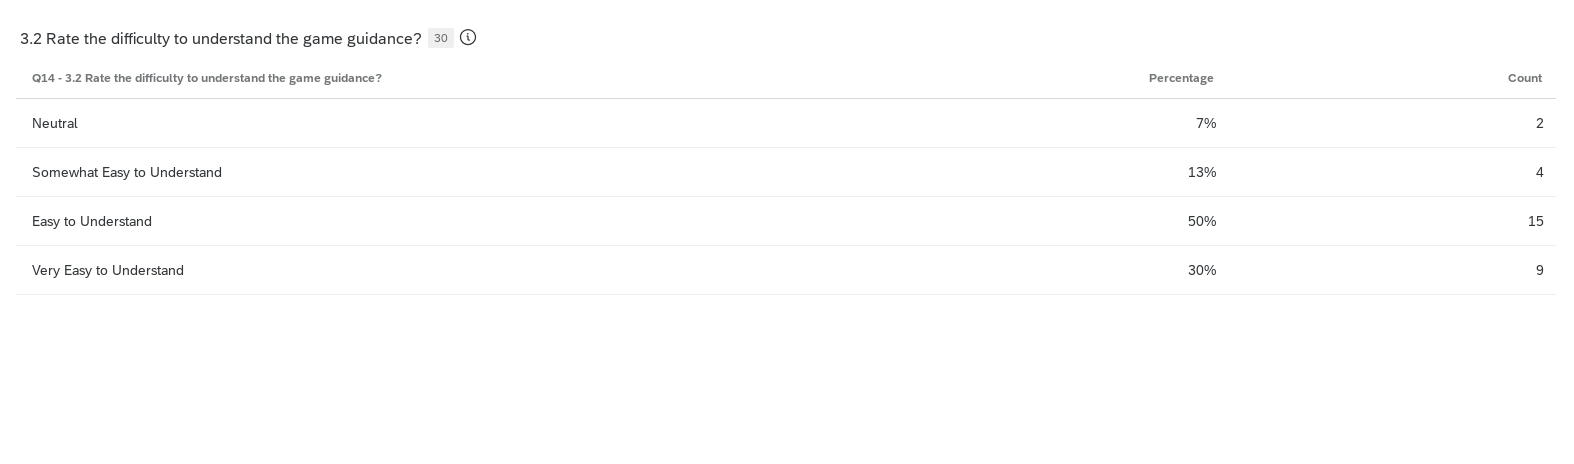 3.2 Rate the difficulty to understand the game guidance? 30
Q14 - 3.2 Rate the difficulty to understand the game guidance? Percentage Count
Neutral 7% 2
Somewhat Easy to Understand 13% 4
Easy to Understand 50% 15
Very Easy to Understand 30% 9